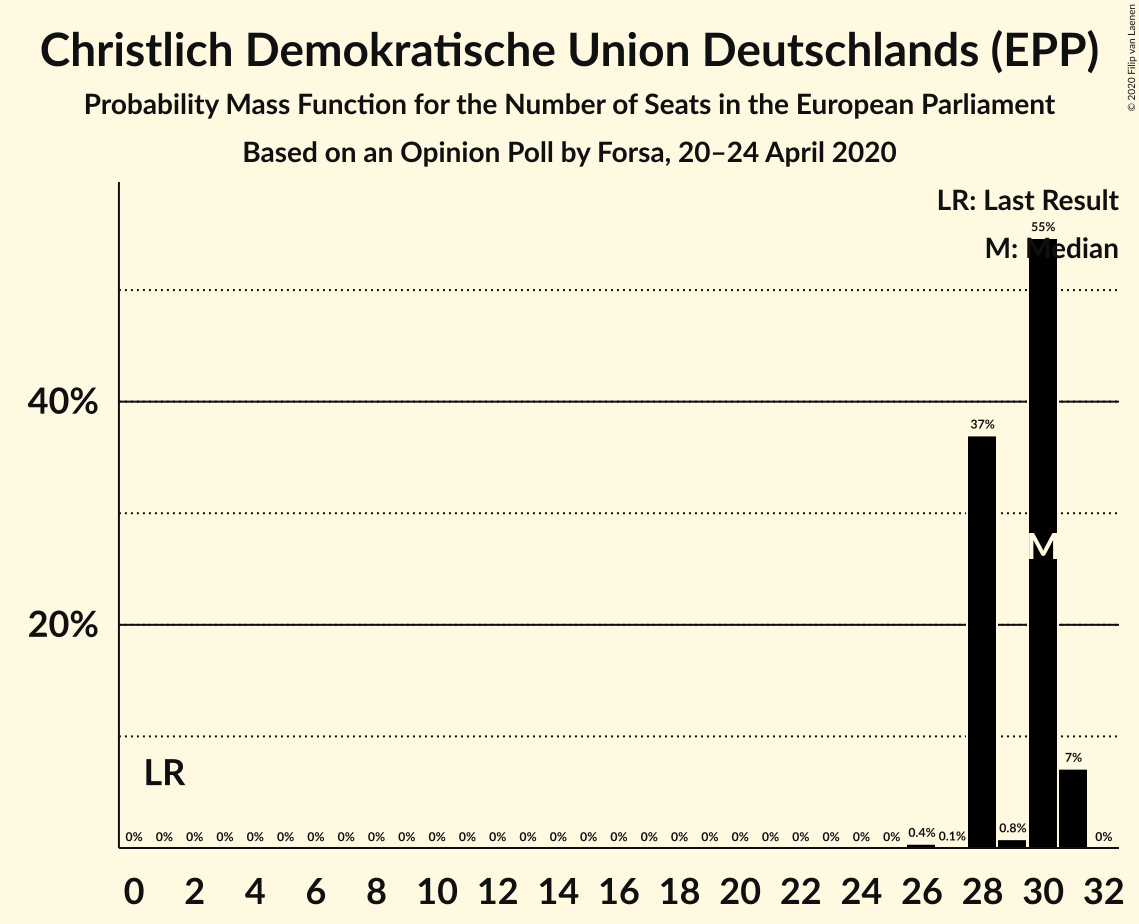 Christlich Demokratische Union Deutschlands (EPP)
Probability Mass Function for the Number of Seats in the European Parliament
Based on an Opinion Poll by Forsa, 20–24 April 2020
© 2020 Filip van Laenen
LR: Last Result
M: Median
55%
40%
37%
M
20%
LR
7%
0% 0% 0% 0% 0% 0% 0% 0% 0% 0% 0% 0% 0% 0% 0% 0% 0% 0% 0% 0% 0% 0% 0% 0% 0% 0% 0.4% 0.1% 0.8% 0%
0 2 4 6 8 10 12 14 16 18 20 22 24 26 28 30 32